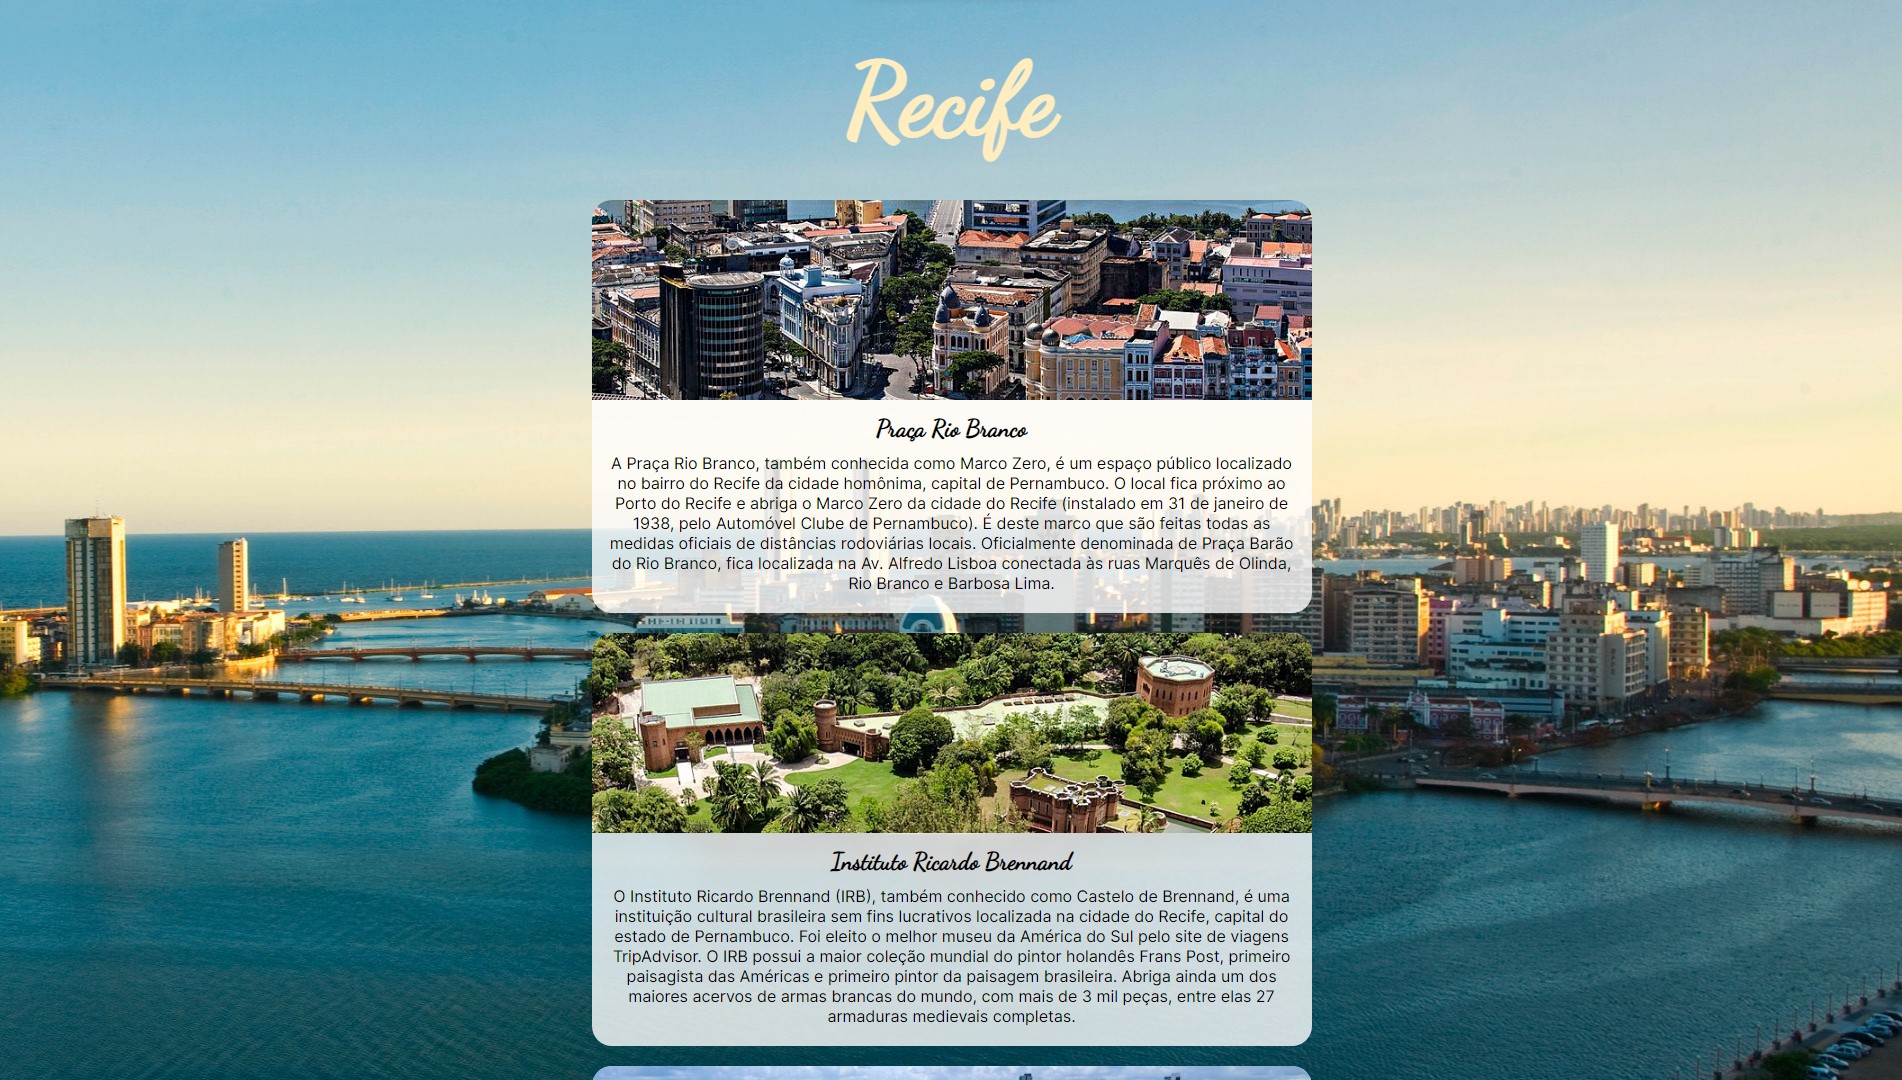 Recife
Praça Rio Branco
A Praça Rio Branco, também conhecida como Marco Zero, é um espaço público localizado
no bairro do Recife da cidade homônima, capital de Pernambuco. O local fica próximo ao
Porto do Recife e abriga o Marco Zero da cidade do Recife (instalado em 31 de janeiro de
1938, pelo Automóvel Clube de Pernambuco). É deste marco que são feitas todas as
medidas oficiais de distâncias rodoviárias locais. Oficialmente denominada de Praça Barão
do Rio Branco, fica localizada na Av. Alfredo Lisboa conectada às ruas Marquês de Olinda,
Rio Branco e Barbosa Lima.
Instituto Ricardo Brennand
O Instituto Ricardo Brennand (IRB), também conhecido como Castelo de Brennand, é uma
instituição cultural brasileira sem fins lucrativos localizada na cidade do Recife, capital do
estado de Pernambuco. Foi eleito o melhor museu da América do Sul pelo site de viagens
TripAdvisor. O IRB possui a maior coleção mundial do pintor holandês Frans Post, primeiro
paisagista das Américas e primeiro pintor da paisagem brasileira. Abriga ainda um dos
maiores acervos de armas brancas do mundo, com mais de 3 mil peças, entre elas 27
armaduras medievais completas.